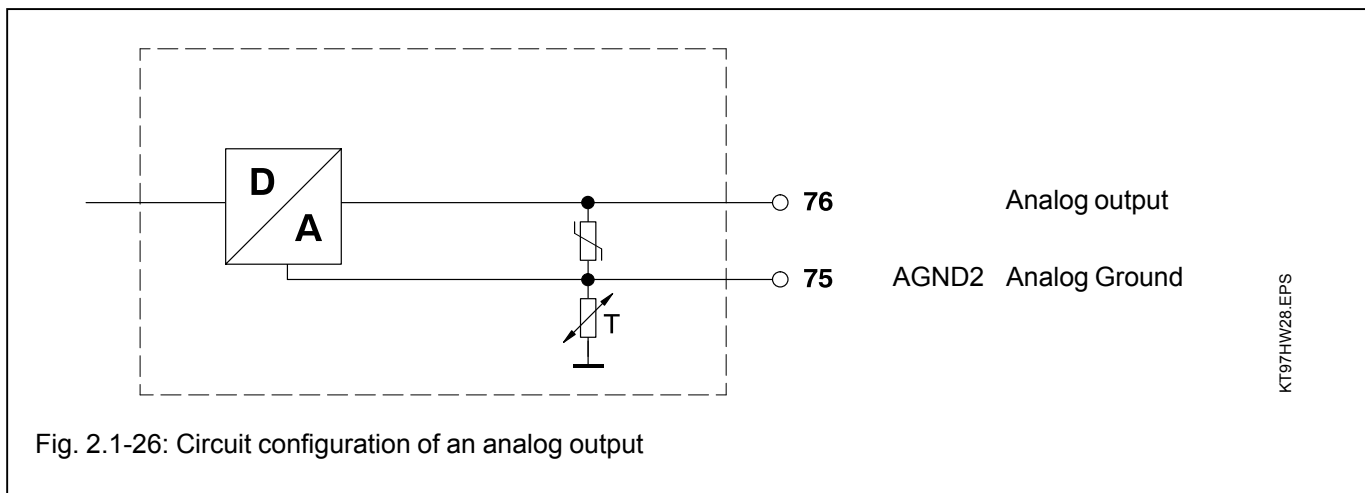 D
A
76 Analog output
75 AGND2 Analog Ground
T
KT97HW28.EPS
Fig. 2.1-26: Circuit configuration of an analog output